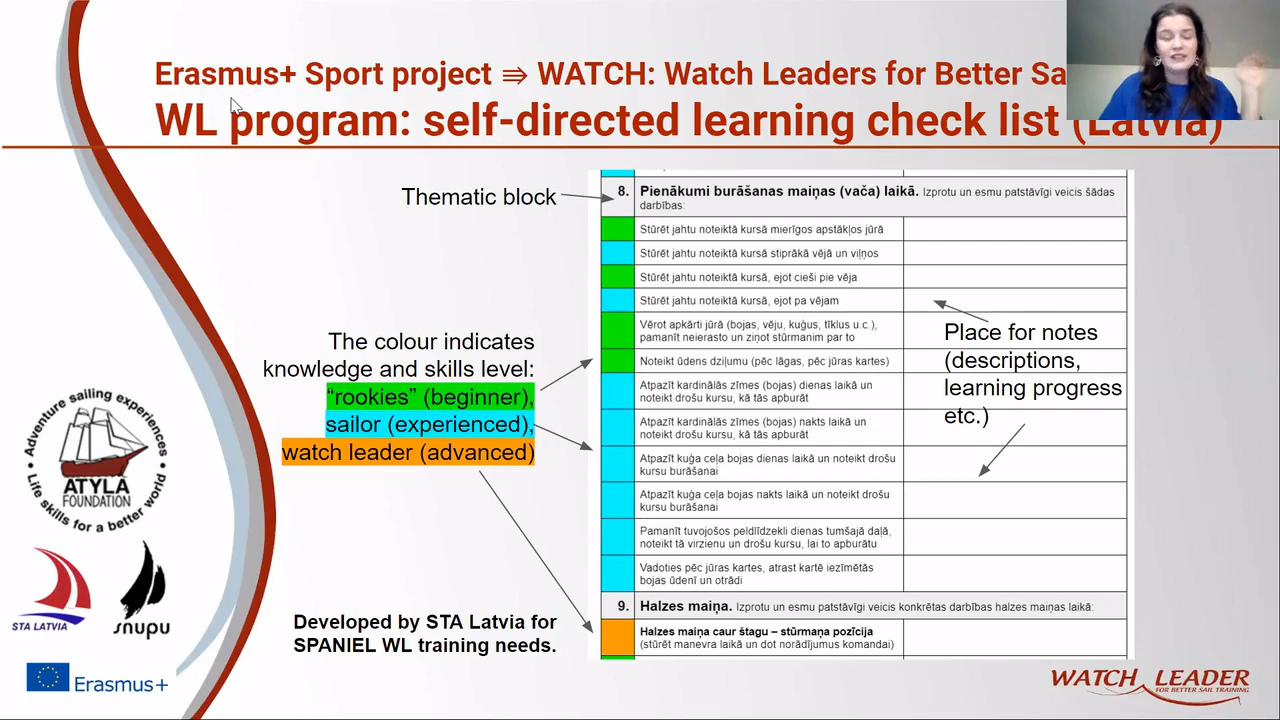 Erasmus+ Sport project ⇛ WATCH: Watch Leaders for Better Sa
WL program: self-directed learning check list (Latvia)
Thematic block
8. Pienākumi burāšanas maiņas (vača) laikā. Izprotu un esmu patstāvīgi veicis šādas
darbības:
Stūrēt jahtu noteiktā kursā mierīgos apstākļos jūrā
Stūrēt jahtu noteiktā kursā stiprākā vējā un viļņos
Stūrēt jahtu noteiktā kursā, ejot cieši pie vēja
Stūrēt jahtu noteiktā kursā, ejot pa vējam
Vērot apkārti jūrā (bojas, vēju, kuģus, tīklus u.c.),
pamanīt neierasto un ziņot stūrmanim par to
Noteikt ūdens dziļumu (pēc lāgas, pēc jūras kartes)
Atpazīt kardinālās zīmes (bojas) dienas laikā un
noteikt drošu kursu, kā tās apburāt
Atpazīt kardinālās zīmes (bojas) nakts laikā un
noteikt drošu kursu, kā tās apburāt
Atpazīt kuģa ceļa bojas dienas laikā un noteikt drošu
kursu burāšanai
Atpazīt kuģa ceļa bojas nakts laikā un noteikt drošu
kursu burāšanai
Pamanīt tuvojošos peldlīdzekli dienas tumšajā daļā,
noteikt tā virzienu un drošu kursu, lai to apburātu
Vadoties pēc jūras kartes, atrast kartē iezīmētās
bojas ūdenī un otrādi
9. Halzes maiņa. Izprotu un esmu patstāvīgi veicis konkrētas darbības halzes maiņas laikā:
Halzes maiņa caur štagu – stūrmaņa pozīcija
(stūrēt manevra laikā un dot norādījumus komandai)
The colour indicates
knowledge and skills level:
“rookies” (beginner),
sailor (experienced),
watch leader (advanced)
Place for notes
(descriptions,
learning progress
etc.)
Developed by STA Latvia for
SPANIEL WL training needs.
Adventure sailing experiences
ATYLA
FOUNDATION
Life skills for a better world
STA LATVIA
snupu
Erasmus+
WATCH LEADER
FOR BETTER SAIL TRAINING